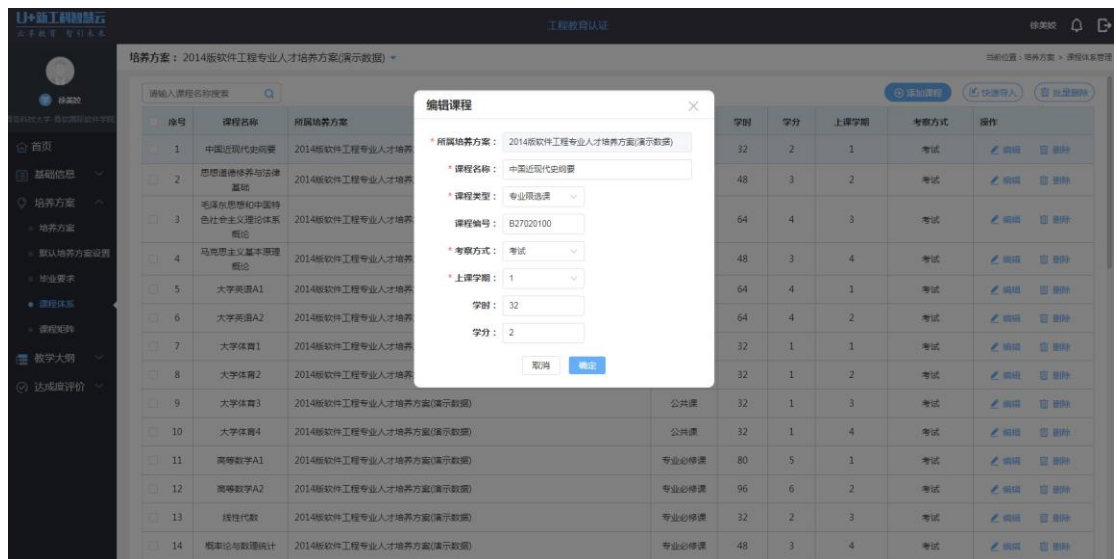 U+新工科智慧云
工程教育认证
徐美姣
徐美姣
首页
基础信息
培养方案
培养方案
默认培养方案设置
毕业要求
课程体系
课程矩阵
教学大纲
达成度评价
培养方案： 2014版软件工程专业人才培养方案(演示数据)
当前位置：培养方案 > 课程体系管理
请输入课程名称搜索
添加课程 快速导入 批量删除
序号 课程名称 所属培养方案 学时 学分 上课学期 考察方式 操作
1 中国近现代史纲要 2014版软件工程专业人才培养 32 2 1 考试 编辑 删除
2 思想道德修养与法律基础 2014版软件工程专业人才培养 48 3 2 考试 编辑 删除
3 毛泽东思想和中国特色社会主义理论体系概论 2014版软件工程专业人才培养 64 4 3 考试 编辑 删除
4 马克思主义基本原理概论 2014版软件工程专业人才培养 48 3 4 考试 编辑 删除
5 大学英语A1 2014版软件工程专业人才培养 64 4 1 考试 编辑 删除
6 大学英语A2 2014版软件工程专业人才培养 64 4 2 考试 编辑 删除
7 大学体育1 2014版软件工程专业人才培养 32 1 1 考试 编辑 删除
8 大学体育2 2014版软件工程专业人才培养 32 1 2 考试 编辑 删除
9 大学体育3 2014版软件工程专业人才培养方案(演示数据) 公共课 32 1 3 考试 编辑 删除
10 大学体育4 2014版软件工程专业人才培养方案(演示数据) 公共课 32 1 4 考试 编辑 删除
11 高等数学A1 2014版软件工程专业人才培养方案(演示数据) 专业必修课 80 5 1 考试 编辑 删除
12 高等数学A2 2014版软件工程专业人才培养方案(演示数据) 专业必修课 96 6 2 考试 编辑 删除
13 线性代数 2014版软件工程专业人才培养方案(演示数据) 专业必修课 32 2 3 考试 编辑 删除
14 概率论与数理统计 2014版软件工程专业人才培养方案(演示数据) 专业必修课 48 3 4 考试 编辑 删除
编辑课程
* 所属培养方案： 2014版软件工程专业人才培养方案(演示数据)
* 课程名称： 中国近现代史纲要
* 课程类型： 专业限选课
课程编号： B27020100
* 考察方式： 考试
* 上课学期： 1
学时： 32
学分： 2
取消 确定